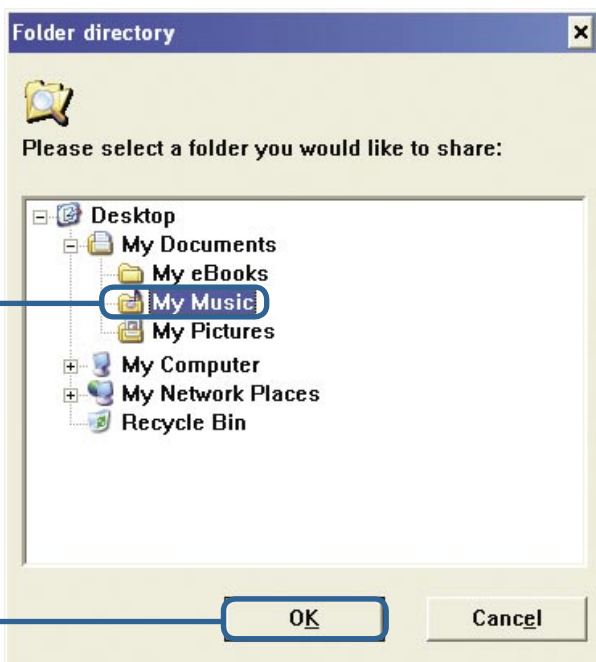 Folder directory
Please select a folder you would like to share:
Desktop
My Documents
My eBooks
My Music
My Pictures
My Computer
My Network Places
Recycle Bin
OK
Cancel